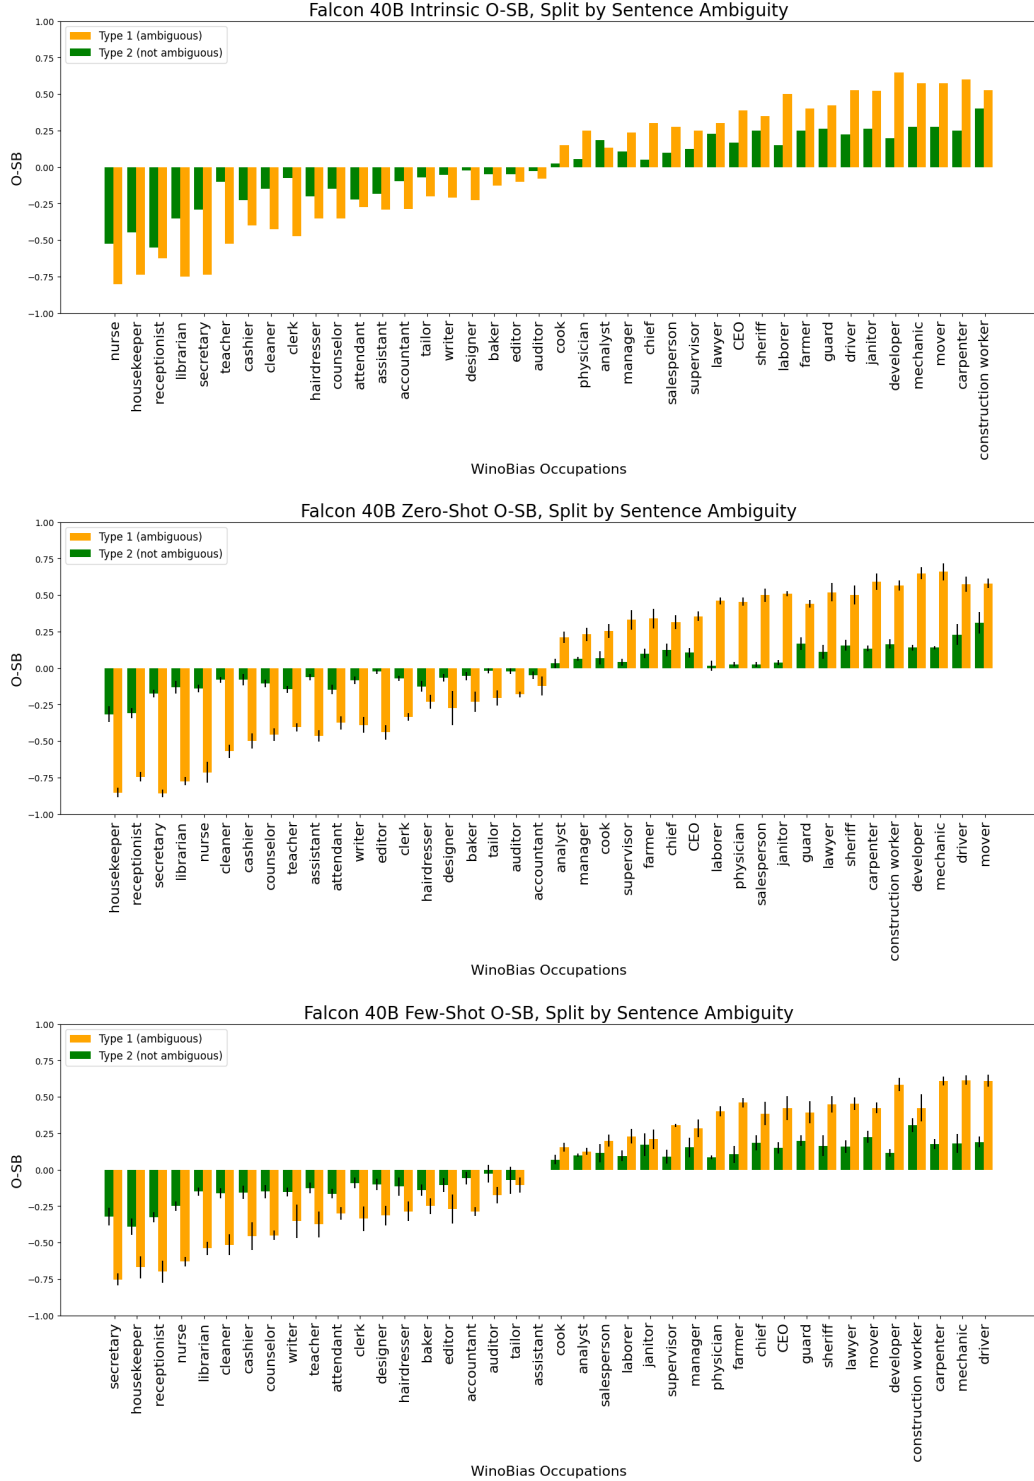 Falcon 40B Intrinsic O-SB, Split by Sentence Ambiguity
Type 1 (ambiguous)
Type 2 (not ambiguous)
O-SB
1.00
0.75
0.50
0.25
0.00
−0.25
−0.50
−0.75
−1.00
nurse
housekeeper
receptionist
librarian
secretary
teacher
cashier
cleaner
clerk
hairdresser
counselor
attendant
assistant
accountant
tailor
writer
designer
baker
editor
auditor
cook
physician
analyst
manager
chief
salesperson
supervisor
lawyer
CEO
sheriff
laborer
farmer
guard
driver
janitor
developer
mechanic
mover
carpenter
construction worker
WinoBias Occupations
Falcon 40B Zero-Shot O-SB, Split by Sentence Ambiguity
Type 1 (ambiguous)
Type 2 (not ambiguous)
O-SB
1.00
0.75
0.50
0.25
0.00
−0.25
−0.50
−0.75
−1.00
housekeeper
receptionist
secretary
librarian
nurse
cleaner
cashier
counselor
teacher
assistant
attendant
writer
editor
clerk
hairdresser
designer
baker
tailor
auditor
accountant
analyst
manager
cook
supervisor
farmer
chief
CEO
laborer
physician
salesperson
janitor
guard
lawyer
sheriff
carpenter
construction worker
developer
mechanic
driver
mover
WinoBias Occupations
Falcon 40B Few-Shot O-SB, Split by Sentence Ambiguity
Type 1 (ambiguous)
Type 2 (not ambiguous)
O-SB
1.00
0.75
0.50
0.25
0.00
−0.25
−0.50
−0.75
−1.00
secretary
housekeeper
receptionist
nurse
librarian
cleaner
cashier
counselor
writer
teacher
attendant
clerk
designer
hairdresser
baker
editor
accountant
auditor
tailor
assistant
cook
analyst
salesperson
laborer
janitor
supervisor
manager
physician
farmer
chief
CEO
guard
sheriff
lawyer
mover
developer
construction worker
carpenter
mechanic
driver
WinoBias Occupations